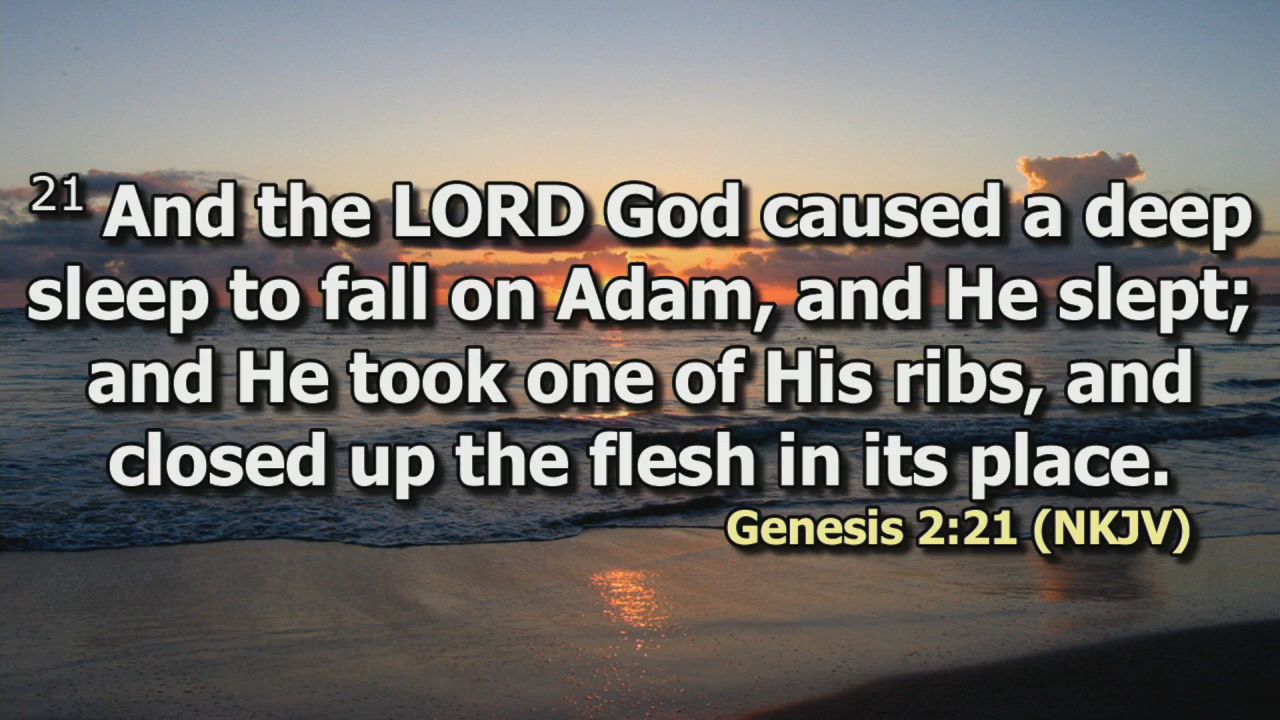 21 And the LORD God caused a deep
sleep to fall on Adam, and He slept;
and He took one of His ribs, and
closed up the flesh in its place.
Genesis 2:21 (NKJV)